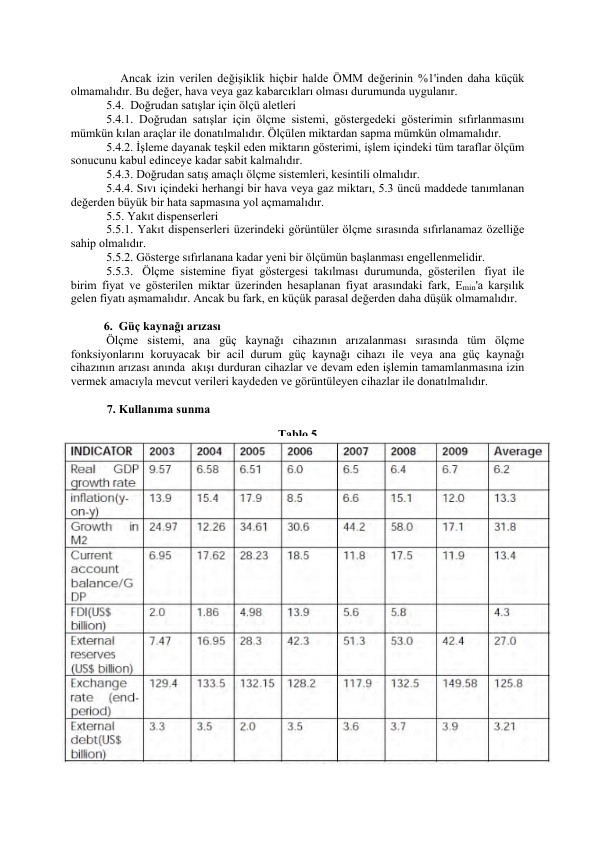 Ancak izin verilen değişiklik hiçbir halde ÖMM değerinin %1'inden daha küçük
olmamalıdır. Bu değer, hava veya gaz kabarcıkları olması durumunda uygulanır.
5.4. Doğrudan satışlar için ölçü aletleri
5.4.1. Doğrudan satışlar için ölçme sistemi, göstergedeki gösterimin sıfırlanmasını
mümkün kılan araçlar ile donatılmalıdır. Ölçülen miktardan sapma mümkün olmamalıdır.
5.4.2. İşleme dayanak teşkil eden miktarın gösterimi, işlem içindeki tüm taraflar ölçüm
sonucunu kabul edinceye kadar sabit kalmalıdır.
5.4.3. Doğrudan satış amaçlı ölçme sistemleri, kesintili olmalıdır.
5.4.4. Sıvı içindeki herhangi bir hava veya gaz miktarı, 5.3 üncü maddede tanımlanan
değerden büyük bir hata sapmasına yol açmamalıdır.
5.5. Yakıt dispenserleri
5.5.1. Yakıt dispenserleri üzerindeki görüntüler ölçme sırasında sıfırlanamaz özelliğe
sahip olmalıdır.
5.5.2. Gösterge sıfırlanana kadar yeni bir ölçümün başlanması engellenmelidir.
5.5.3. Ölçme sistemine fiyat göstergesi takılması durumunda, gösterilen fiyat ile
birim fiyat ve gösterilen miktar üzerinden hesaplanan fiyat arasındaki fark, Emin'a karşılık
gelen fiyatı aşmamalıdır. Ancak bu fark, en küçük parasal değerden daha düşük olmamalıdır.
6. Güç kaynağı arızası
Ölçme sistemi, ana güç kaynağı cihazının arızalanması sırasında tüm ölçme
fonksiyonlarını koruyacak bir acil durum güç kaynağı cihazı ile veya ana güç kaynağı
cihazının arızası anında akışı durduran cihazlar ve devam eden işlemin tamamlanmasına izin
vermek amacıyla mevcut verileri kaydeden ve görüntüleyen cihazlar ile donatılmalıdır.
7. Kullanıma sunma
Tablo 5
INDICATOR 2003 2004 2005 2006 2007 2008 2009 Average
Real GDP 9.57 6.58 6.51 6.0 6.5 6.4 6.7 6.2
growth rate
inflation(y- 13.9 15.4 17.9 8.5 6.6 15.1 12.0 13.3
on-y)
Growth in 24.97 12.26 34.61 30.6 44.2 58.0 17.1 31.8
M2
Current 6.95 17.62 28.23 18.5 11.8 17.5 11.9 13.4
account
balance/G
DP
FDI(US$ 2.0 1.86 4.98 13.9 5.6 5.8 4.3
billion)
External 7.47 16.95 28.3 42.3 51.3 53.0 42.4 27.0
reserves
(US$ billion)
Exchange 129.4 133.5 132.15 128.2 117.9 132.5 149.58 125.8
rate (end-
period)
External 3.3 3.5 2.0 3.5 3.6 3.7 3.9 3.21
debt(US$
billion)